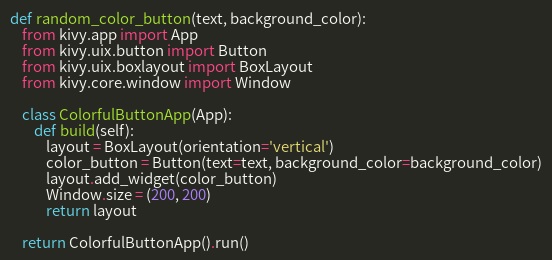 def random_color_button(text, background_color):
    from kivy.app import App
    from kivy.uix.button import Button
    from kivy.uix.boxlayout import BoxLayout
    from kivy.core.window import Window

    class ColorfulButtonApp(App):
        def build(self):
            layout = BoxLayout(orientation='vertical')
            color_button = Button(text=text, background_color=background_color)
            layout.add_widget(color_button)
            Window.size = (200, 200)
            return layout

    return ColorfulButtonApp().run()